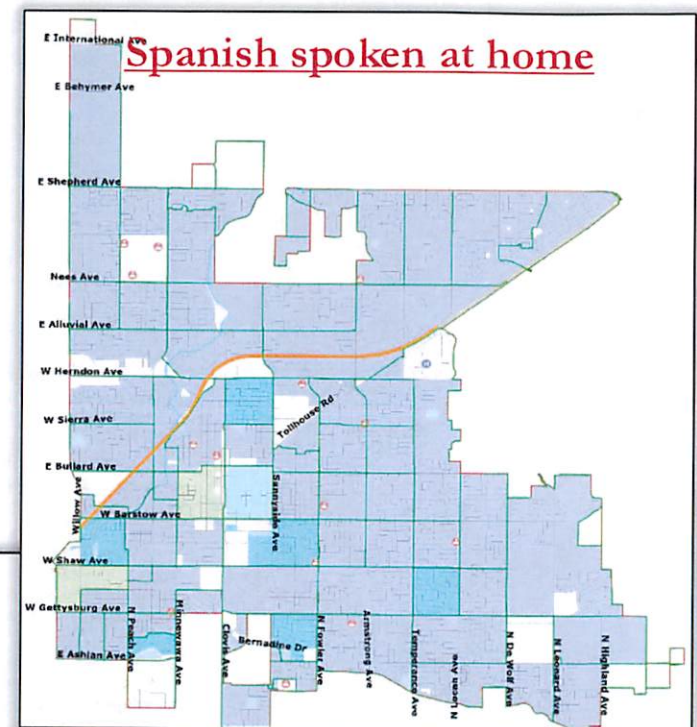 Spanish spoken at home
E International Ave
E Behymer Ave
E Shepherd Ave
Nees Ave
E Alluvial Ave
W Herndon Ave
W Sierra Ave
Tollhouse Rd
E Bullard Ave
Willow Ave
Sunnyside Ave
W Barstow Ave
W Shaw Ave
W Gettysburg Ave
N Peach Ave
Minnewawa Ave
Clovis Ave
Bernadine Dr
N Fowler Ave
Armstrong Ave
Temperance Ave
N Locan Ave
N De Wolf Ave
N Leonard Ave
N Highland Ave
E Ashlan Ave